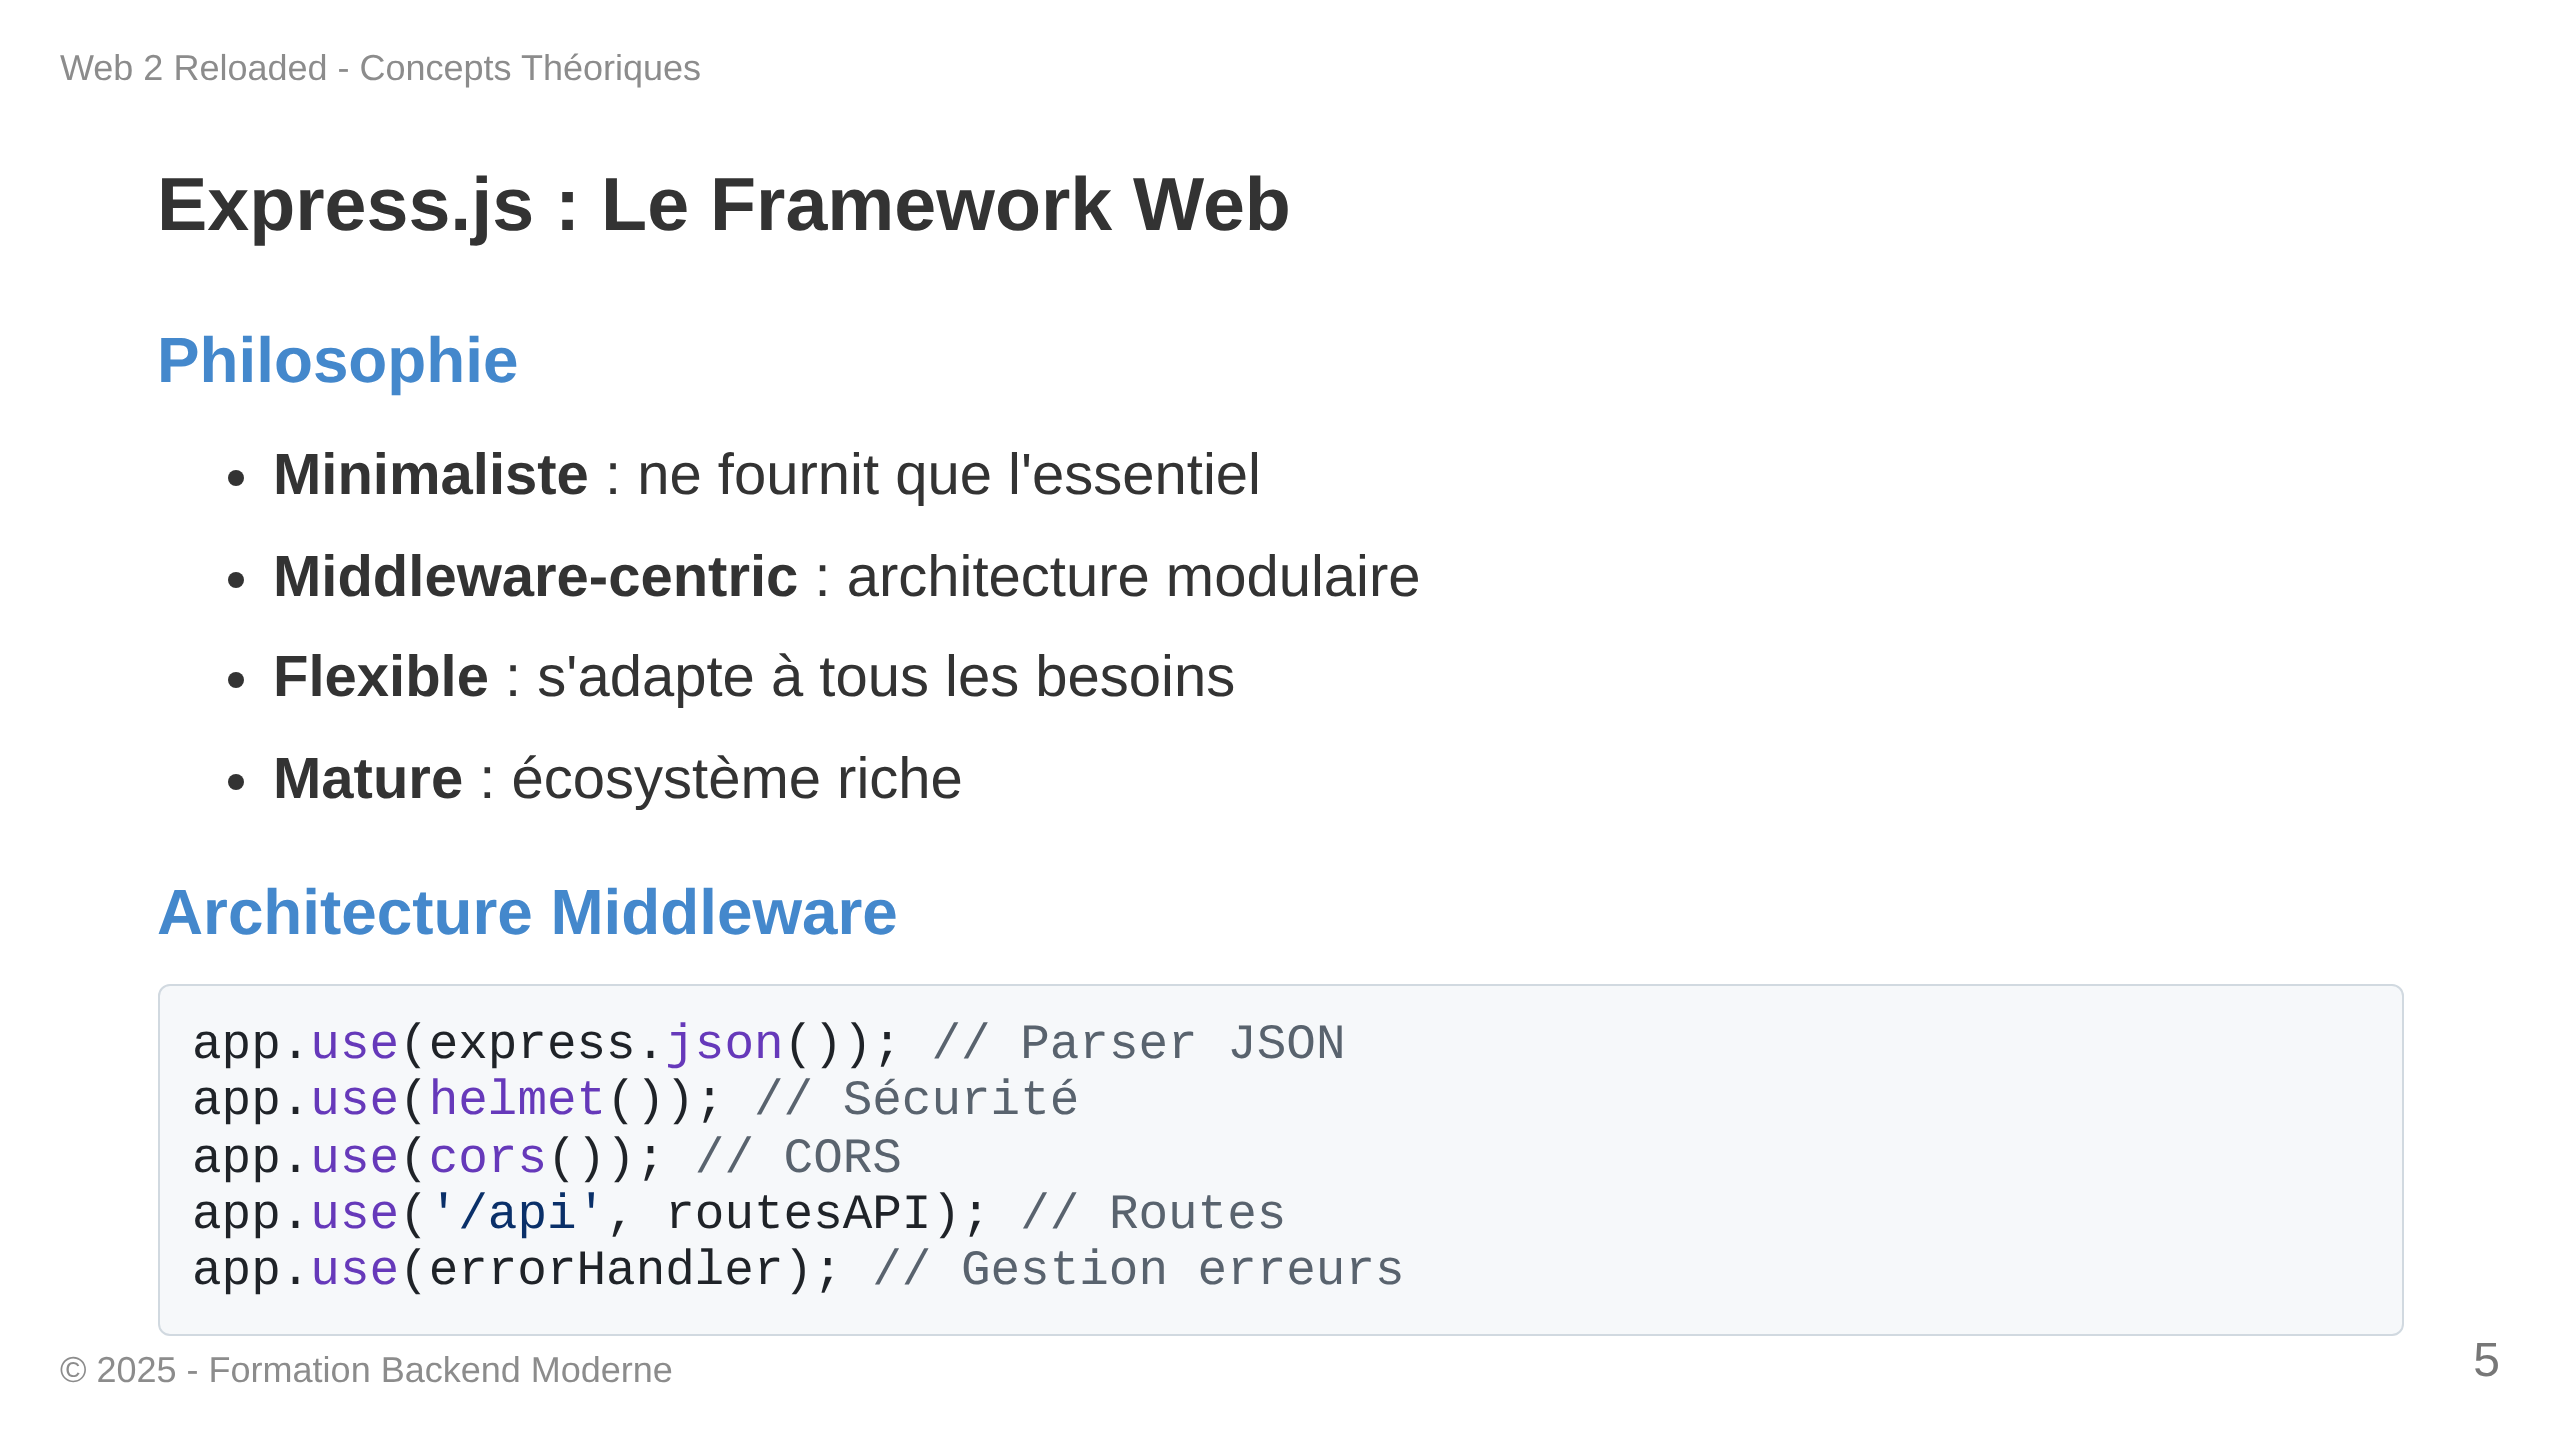 Web 2 Reloaded - Concepts Théoriques
Express.js : Le Framework Web
Philosophie
• Minimaliste : ne fournit que l'essentiel
• Middleware-centric : architecture modulaire
• Flexible : s'adapte à tous les besoins
• Mature : écosystème riche
Architecture Middleware
app.use(express.json()); // Parser JSON
app.use(helmet()); // Sécurité
app.use(cors()); // CORS
app.use('/api', routesAPI); // Routes
app.use(errorHandler); // Gestion erreurs
© 2025 - Formation Backend Moderne
5